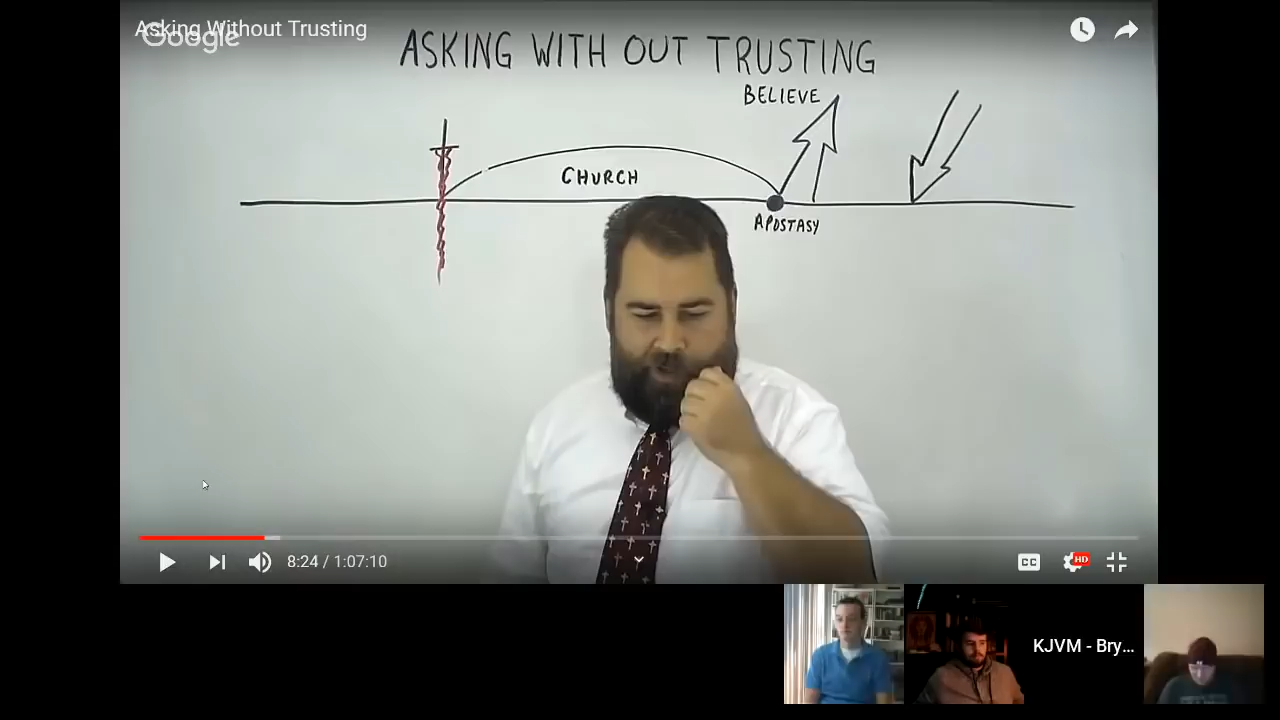 Asking Without Trusting
Google
ASKING WITH OUT TRUSTING
BELIEVE
CHURCH
APOSTASY
8:24 / 1:07:10
CC
HD
KJVM - Bry...